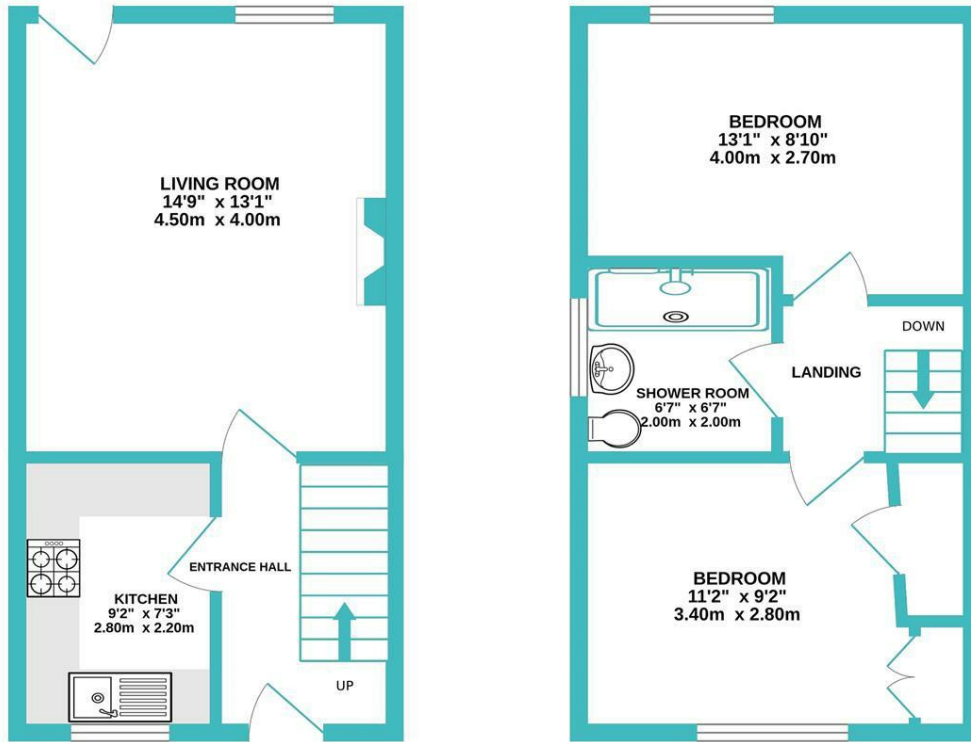 LIVING ROOM
14'9" x 13'1"
4.50m x 4.00m
KITCHEN
9'2" x 7'3"
2.80m x 2.20m
ENTRANCE HALL
UP
BEDROOM
13'1" x 8'10"
4.00m x 2.70m
DOWN
LANDING
SHOWER ROOM
6'7" x 6'7"
2.00m x 2.00m
BEDROOM
11'2" x 9'2"
3.40m x 2.80m